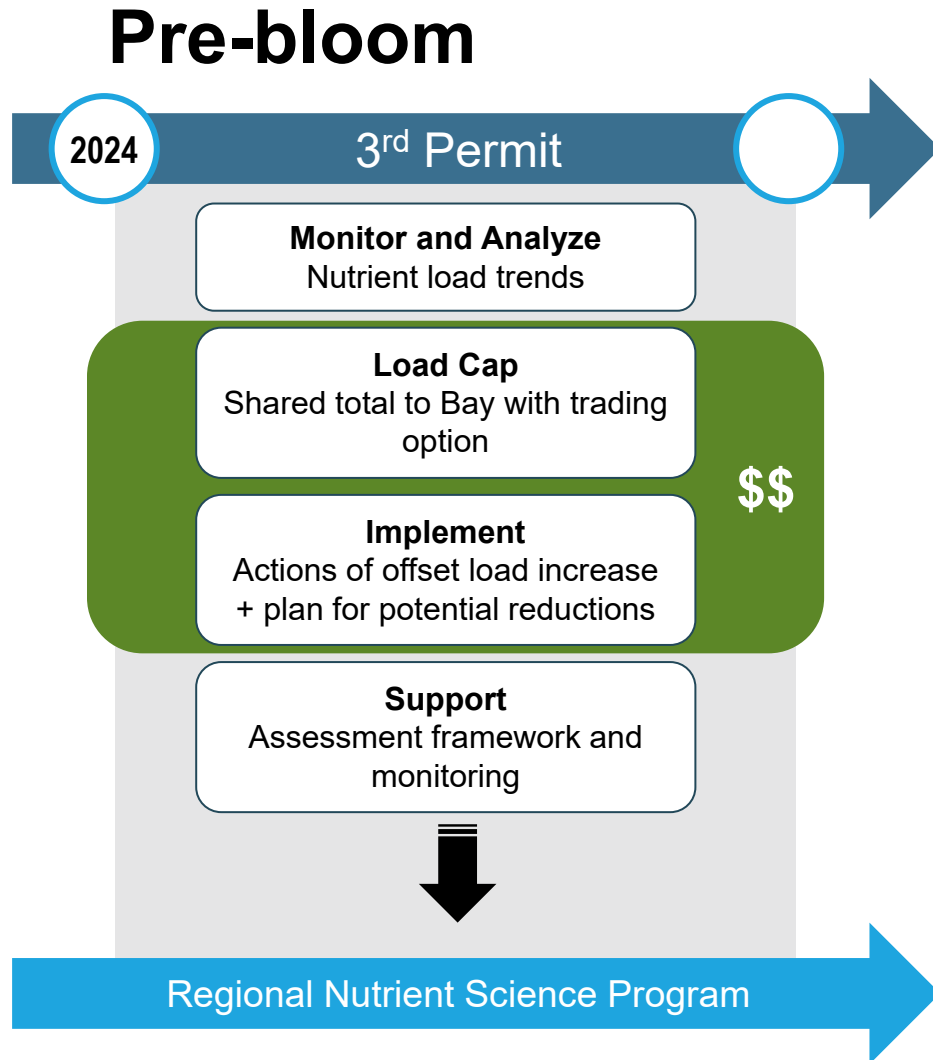 Pre-bloom
2024
3rd Permit
Monitor and Analyze
Nutrient load trends
Load Cap
Shared total to Bay with trading
option
$$
Implement
Actions of offset load increase
+ plan for potential reductions
Support
Assessment framework and
monitoring
Regional Nutrient Science Program